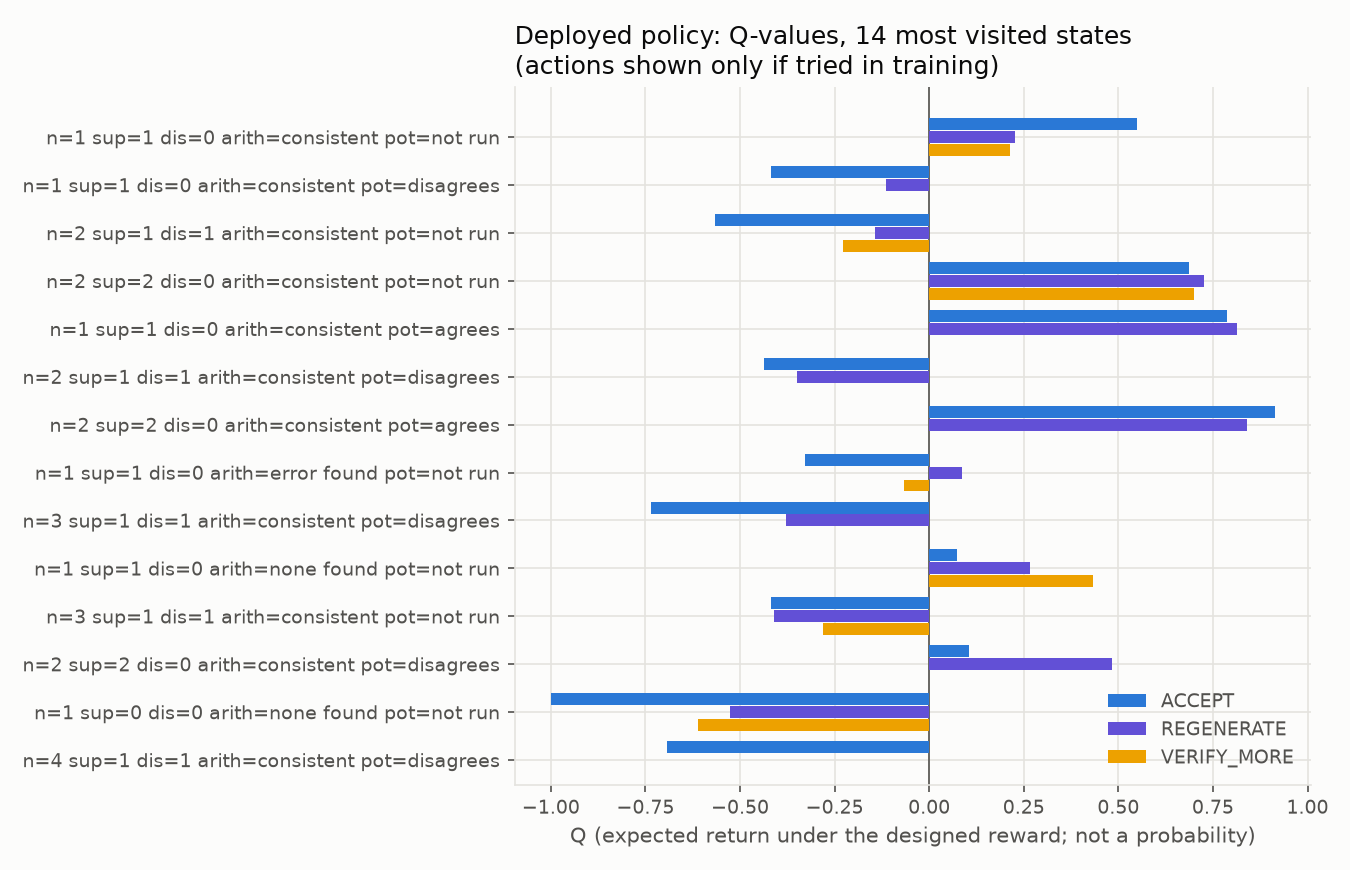 Deployed policy: Q-values, 14 most visited states
(actions shown only if tried in training)
n=1 sup=1 dis=0 arith=consistent pot=not run
n=1 sup=1 dis=0 arith=consistent pot=disagrees
n=2 sup=1 dis=1 arith=consistent pot=not run
n=2 sup=2 dis=0 arith=consistent pot=not run
n=1 sup=1 dis=0 arith=consistent pot=agrees
n=2 sup=1 dis=1 arith=consistent pot=disagrees
n=2 sup=2 dis=0 arith=consistent pot=agrees
n=1 sup=1 dis=0 arith=error found pot=not run
n=3 sup=1 dis=1 arith=consistent pot=disagrees
n=1 sup=1 dis=0 arith=none found pot=not run
n=3 sup=1 dis=1 arith=consistent pot=not run
n=2 sup=2 dis=0 arith=consistent pot=disagrees
n=1 sup=0 dis=0 arith=none found pot=not run
n=4 sup=1 dis=1 arith=consistent pot=disagrees
ACCEPT
REGENERATE
VERIFY_MORE
−1.00 −0.75 −0.50 −0.25 0.00 0.25 0.50 0.75 1.00
Q (expected return under the designed reward; not a probability)